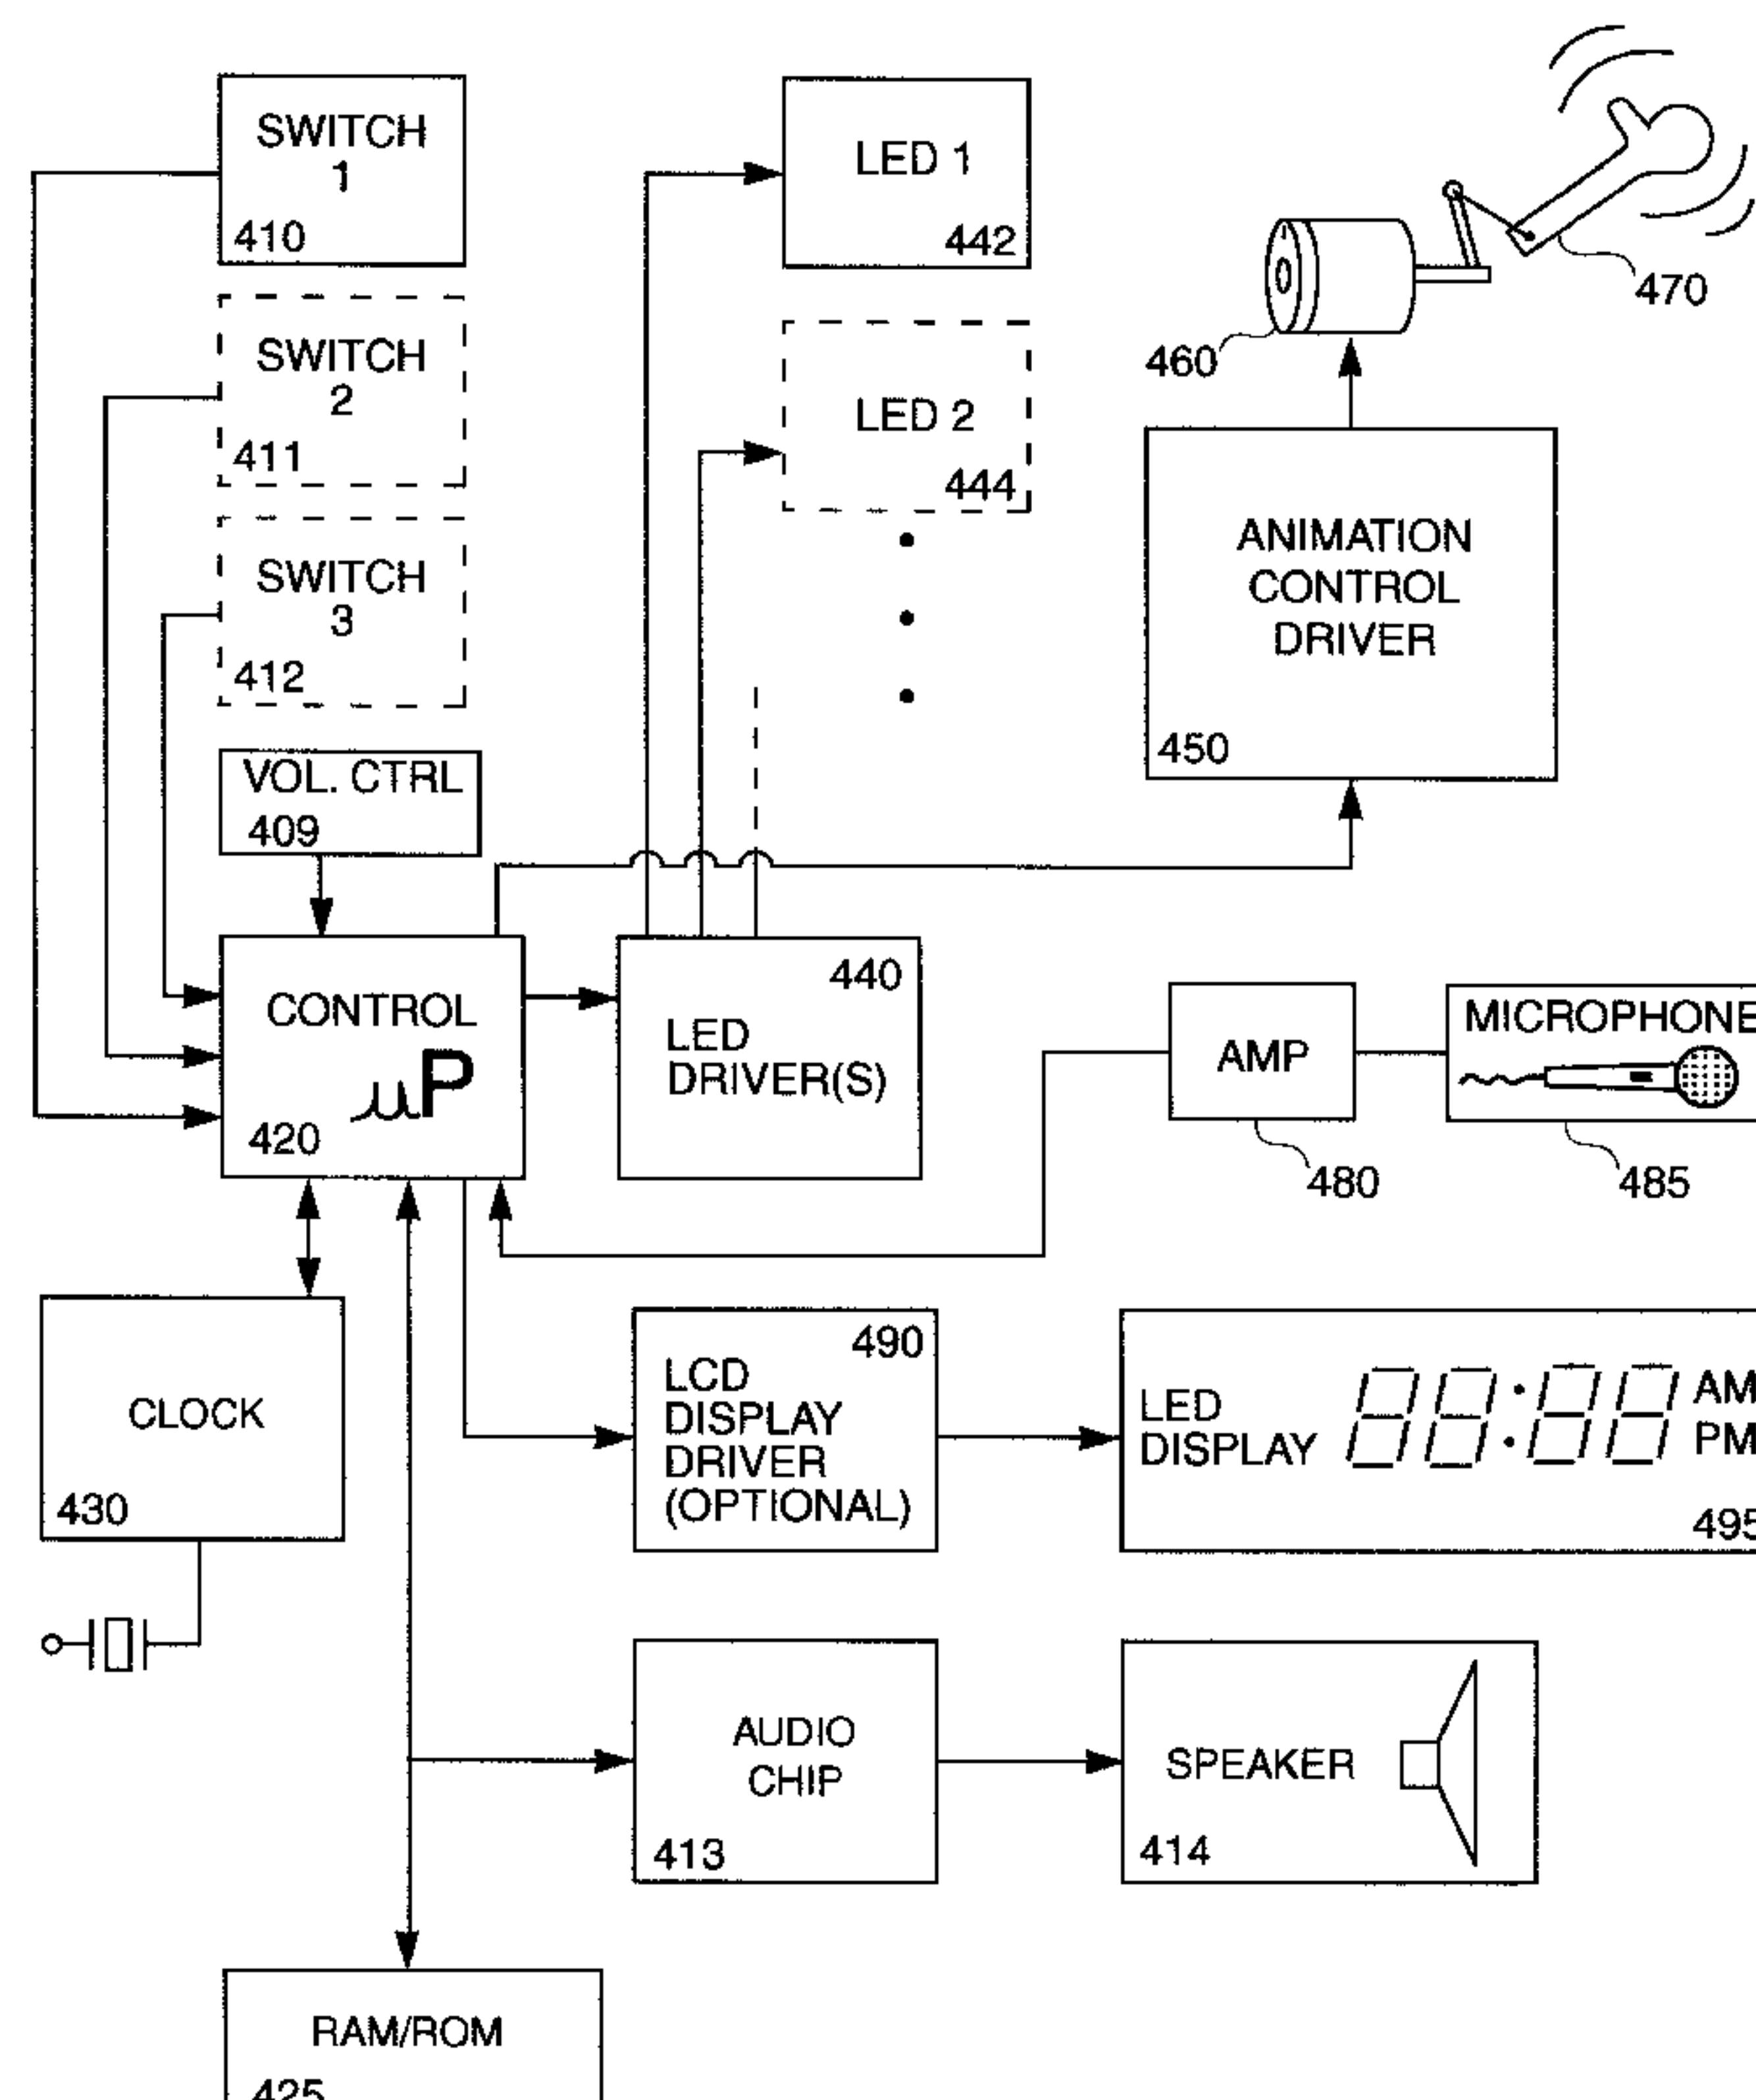 SWITCH
1
410
SWITCH
2
411
SWITCH
3
412
VOL. CTRL
409
CONTROL
µP
420
LED 1
442
LED 2
444
440
LED
DRIVER(S)
460
470
ANIMATION
CONTROL
DRIVER
450
AMP
480
MICROPHONE
485
CLOCK
430
490
LCD
DISPLAY
DRIVER
(OPTIONAL)
LED
DISPLAY
88:88
AM
PM
495
AUDIO
CHIP
413
SPEAKER
414
RAM/ROM
425